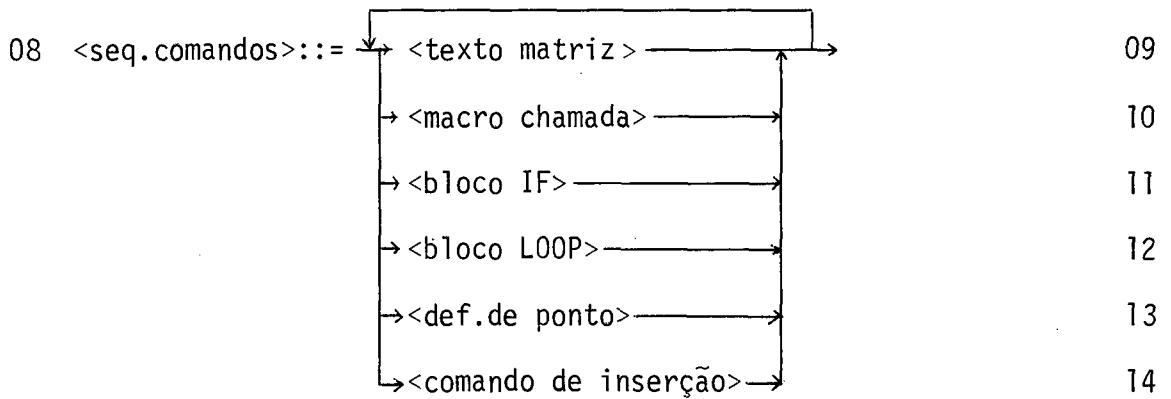 08 <seq.comandos>::= <texto matriz> 09
<macro chamada> 10
<bloco IF> 11
<bloco LOOP> 12
<def.de ponto> 13
<comando de inserção> 14